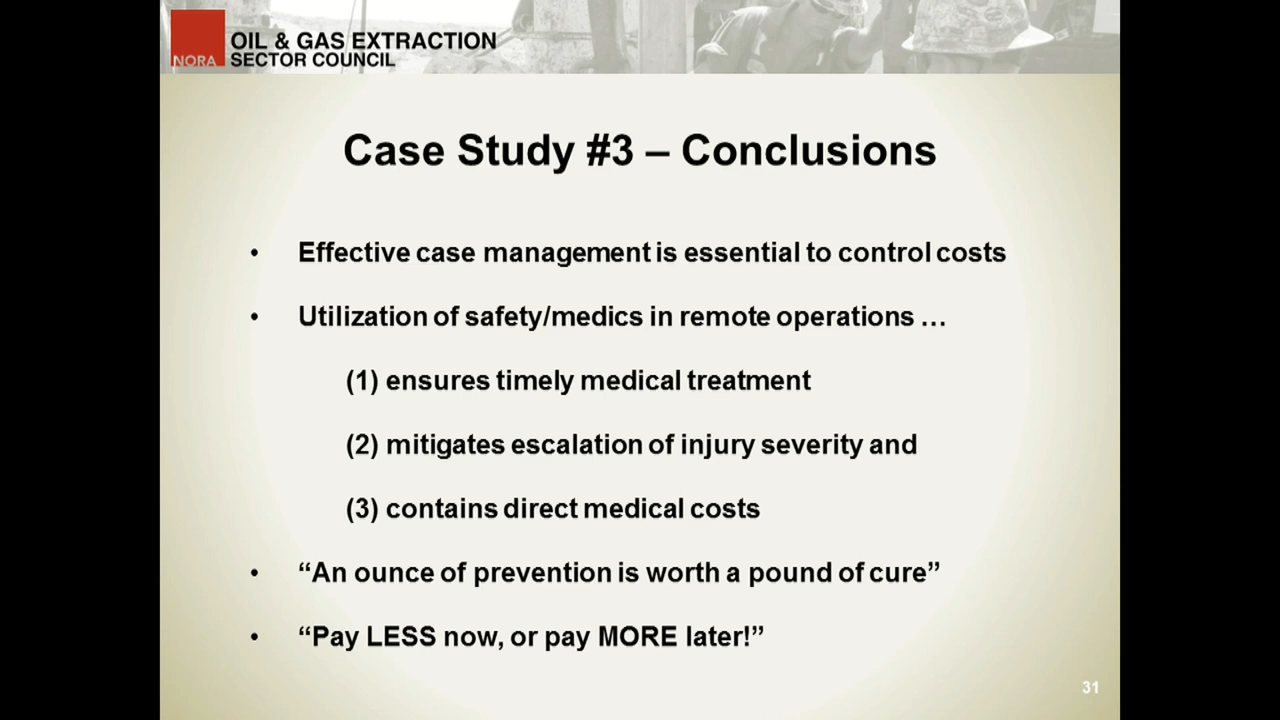 NORA
OIL & GAS EXTRACTION
SECTOR COUNCIL
Case Study #3 – Conclusions
• Effective case management is essential to control costs
• Utilization of safety/medics in remote operations …
(1) ensures timely medical treatment
(2) mitigates escalation of injury severity and
(3) contains direct medical costs
• “An ounce of prevention is worth a pound of cure”
• “Pay LESS now, or pay MORE later!”
31